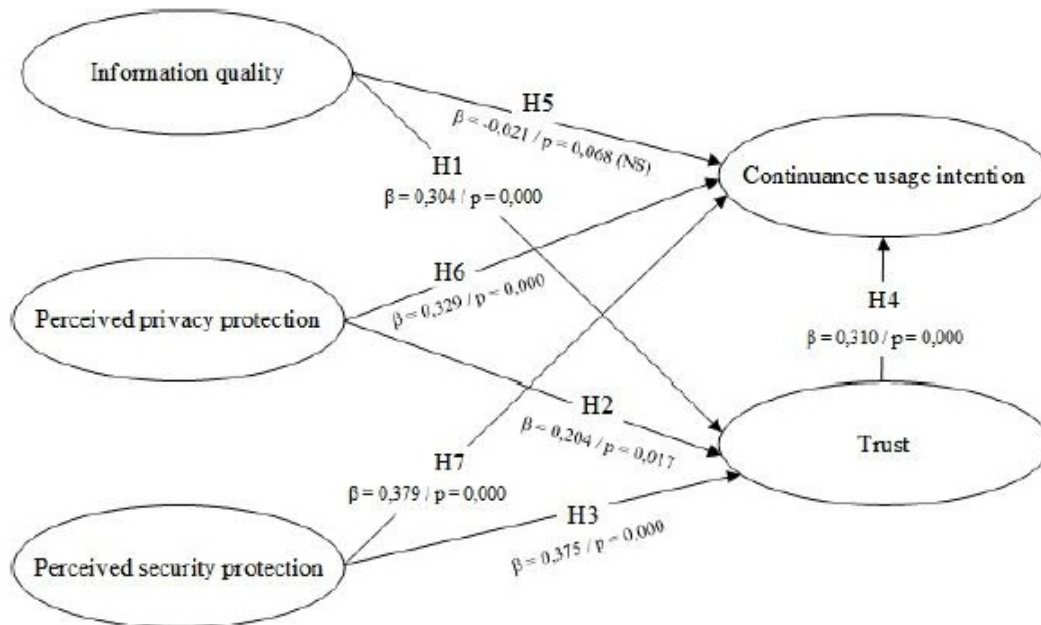 Information quality
H5
β = -0,021 / p = 0,068 (NS)
H1
β = 0,304 / p = 0,000
Continuance usage intention
H6
β = 0,329 / p = 0,000
Perceived privacy protection
H4
β = 0,310 / p = 0,000
H2
β = 0,204 / p = 0,017
Trust
H7
β = 0,379 / p = 0,000
H3
β = 0,375 / p = 0,000
Perceived security protection